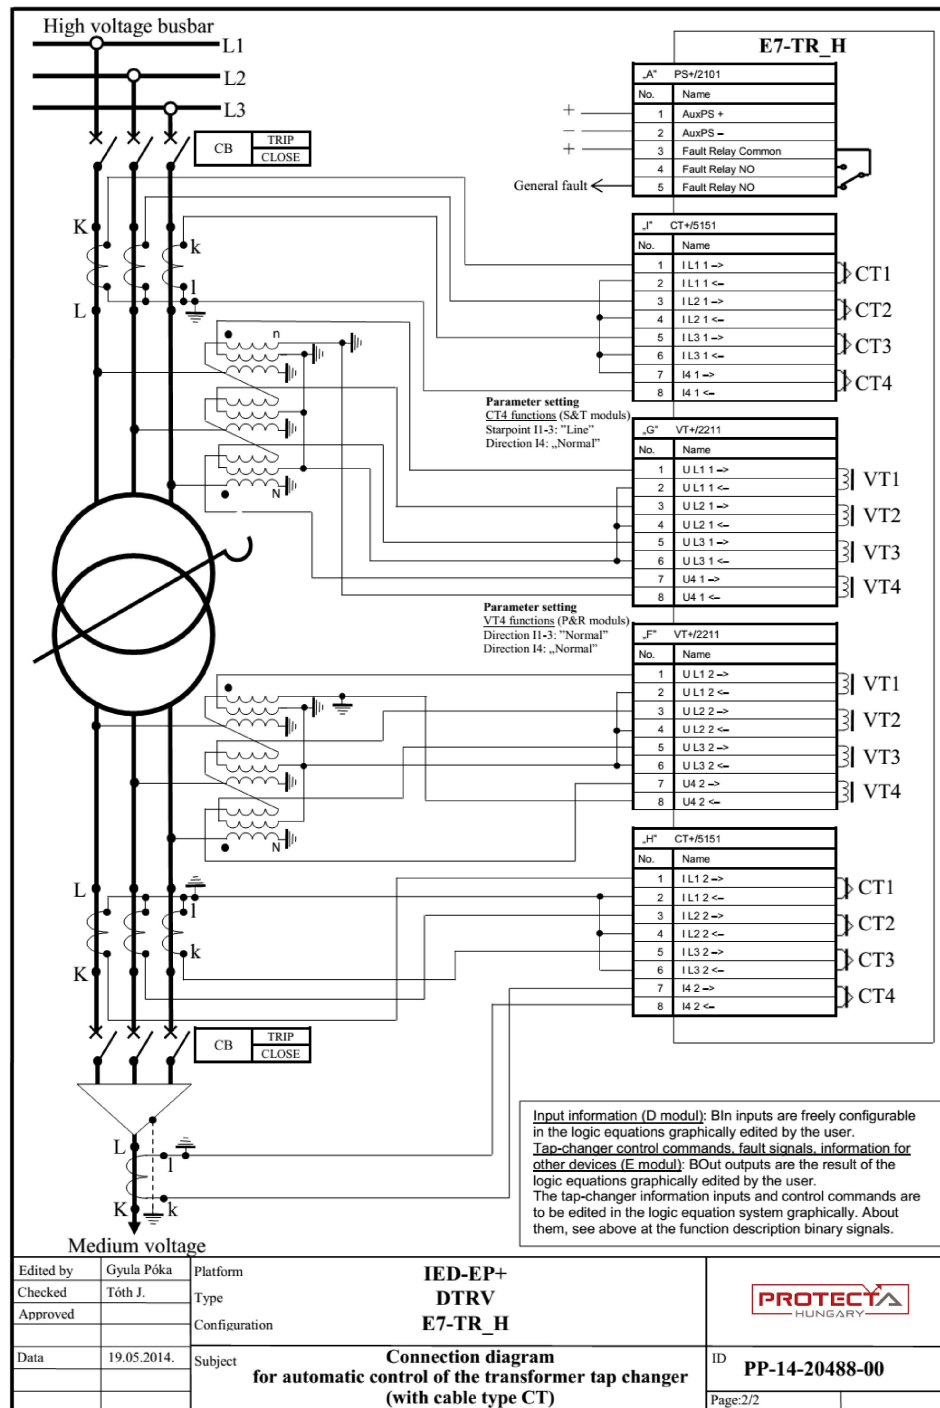 High voltage busbar
L1
L2
L3
CB TRIP
CLOSE
K
k
L
l
n
N
E7-TR_H
„A" PS+/2101
No. Name
1 AuxPS +
2 AuxPS –
3 Fault Relay Common
4 Fault Relay NO
5 Fault Relay NO
+
–
+
General fault
„I" CT+/5151
No. Name
1 I L1 1 –>
2 I L1 1 <–
3 I L2 1 –>
4 I L2 1 <–
5 I L3 1 –>
6 I L3 1 <–
7 I4 1 –>
8 I4 1 <–
CT1
CT2
CT3
CT4
Parameter setting
CT4 functions (S&T moduls)
Starpoint I1-3: "Line"
Direction I4: „Normal"
„G" VT+/2211
No. Name
1 U L1 1 –>
2 U L1 1 <–
3 U L2 1 –>
4 U L2 1 <–
5 U L3 1 –>
6 U L3 1 <–
7 U4 1 –>
8 U4 1 <–
VT1
VT2
VT3
VT4
Parameter setting
VT4 functions (P&R moduls)
Direction I1-3: "Normal"
Direction I4: „Normal"
„F" VT+/2211
No. Name
1 U L1 2 –>
2 U L1 2 <–
3 U L2 2 –>
4 U L2 2 <–
5 U L3 2 –>
6 U L3 2 <–
7 U4 2 –>
8 U4 2 <–
VT1
VT2
VT3
VT4
N
„H" CT+/5151
No. Name
1 I L1 2 –>
2 I L1 2 <–
3 I L2 2 –>
4 I L2 2 <–
5 I L3 2 –>
6 I L3 2 <–
7 I4 2 –>
8 I4 2 <–
CT1
CT2
CT3
CT4
L
l
K
k
CB TRIP
CLOSE
L
l
K
k
Medium voltage
Input information (D modul): BIn inputs are freely configurable
in the logic equations graphically edited by the user.
Tap-changer control commands, fault signals, information for
other devices (E modul): BOut outputs are the result of the
logic equations graphically edited by the user.
The tap-changer information inputs and control commands are
to be edited in the logic equation system graphically. About
them, see above at the function description binary signals.
Edited by Gyula Póka
Checked Tóth J.
Approved
Data 19.05.2014.
Platform IED-EP+
Type DTRV
Configuration E7-TR_H
Subject Connection diagram
for automatic control of the transformer tap changer
(with cable type CT)
PROTECTA
HUNGARY
ID PP-14-20488-00
Page:2/2